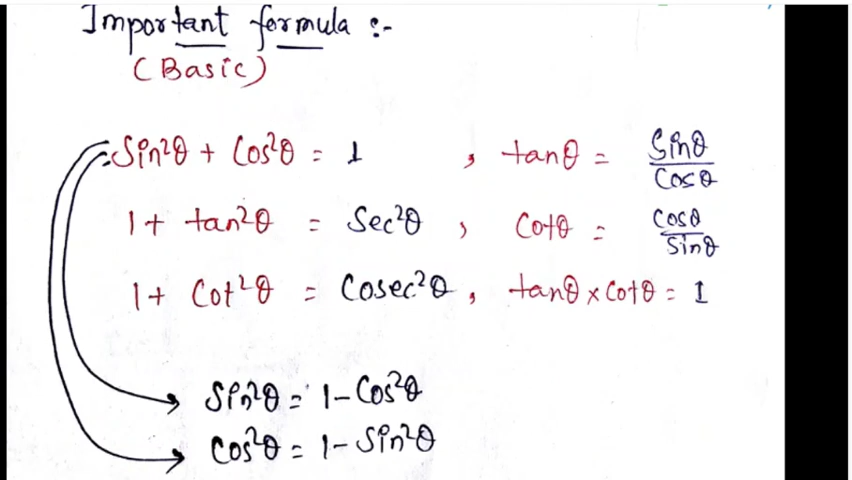 Important formula :-
(Basic)
Sin²θ + Cos²θ = 1 , tanθ = Sinθ/Cosθ
1 + tan²θ = Sec²θ , Cotθ = Cosθ/Sinθ
1 + Cot²θ = Cosec²θ , tanθ × Cotθ = 1
Sin²θ = 1 - Cos²θ
Cos²θ = 1 - Sin²θ